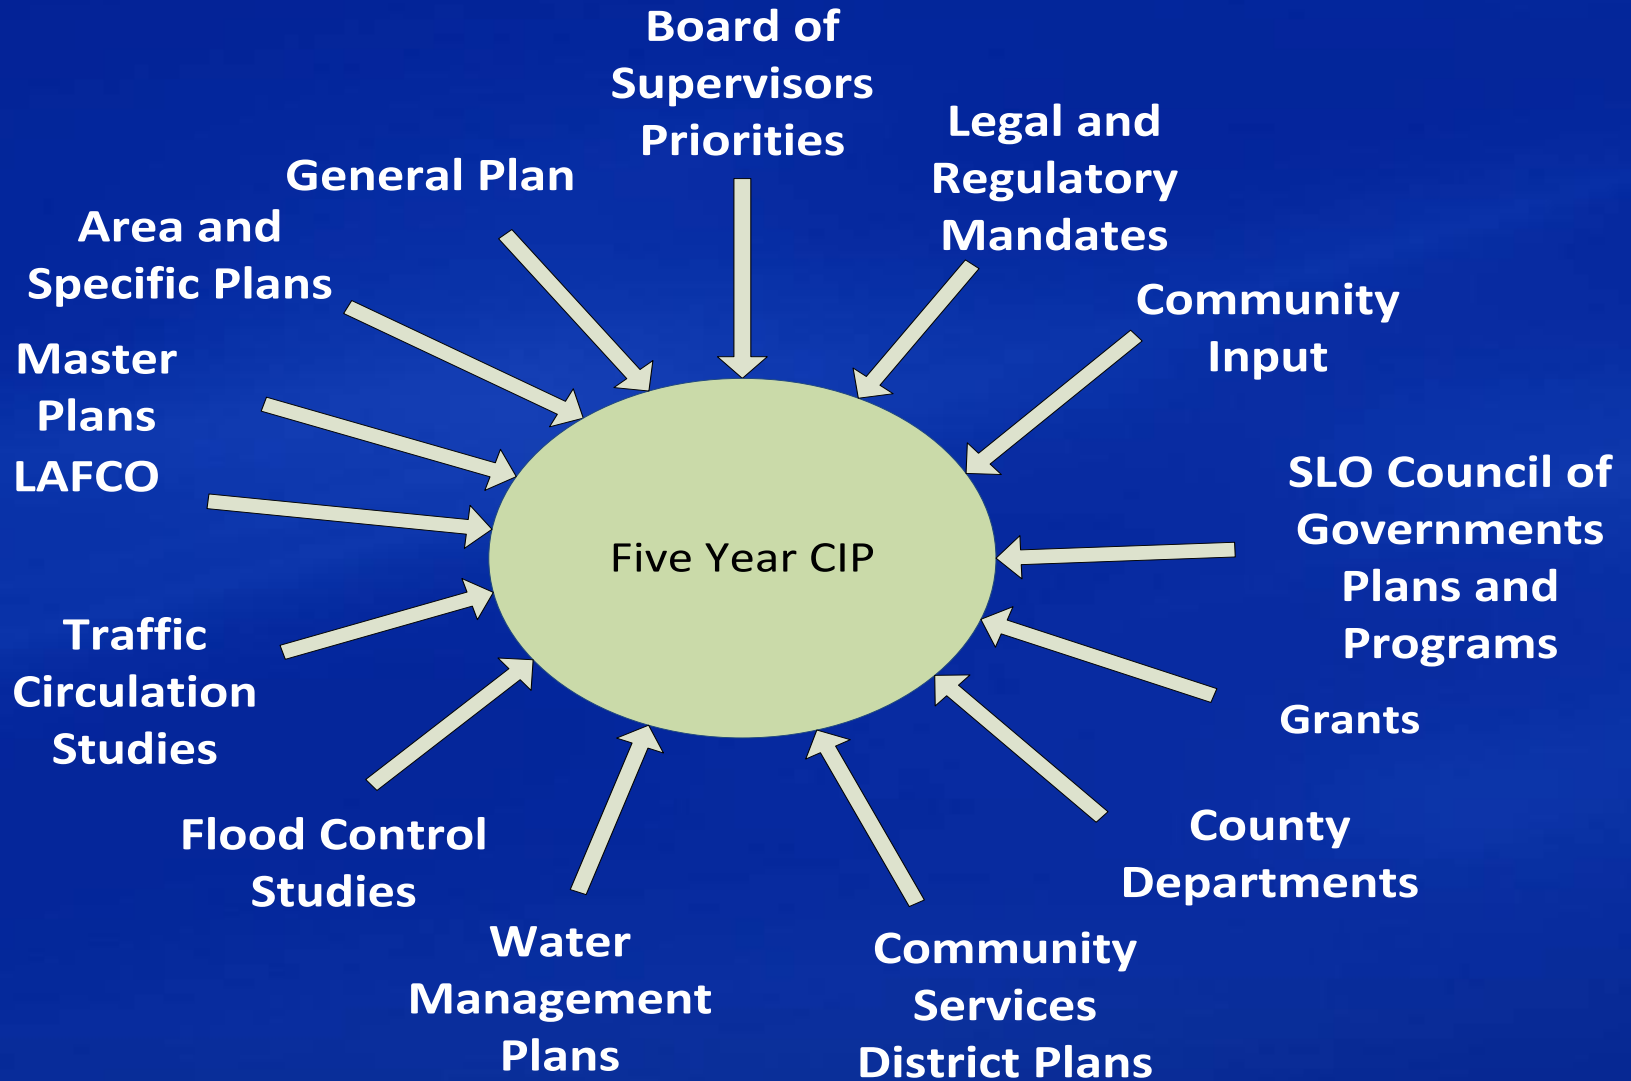 Board of
Supervisors
Priorities
Legal and
Regulatory
Mandates
General Plan
Area and
Specific Plans
Community
Input
Master
Plans
LAFCO
SLO Council of
Governments
Plans and
Programs
Five Year CIP
Traffic
Circulation
Studies
Grants
Flood Control
Studies
County
Departments
Water
Management
Plans
Community
Services
District Plans